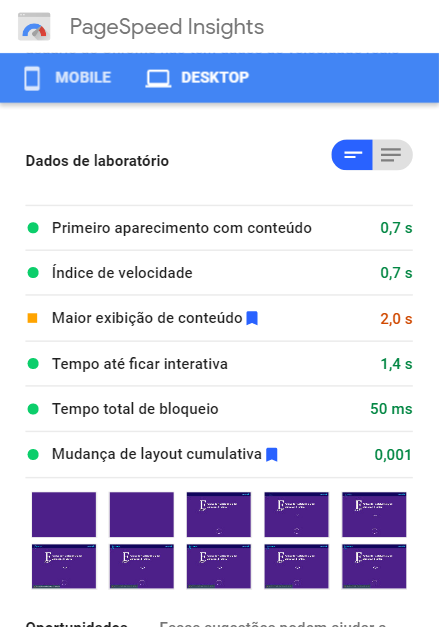 PageSpeed Insights
MOBILE
DESKTOP
Dados de laboratório
Primeiro aparecimento com conteúdo 0,7 s
Índice de velocidade 0,7 s
Maior exibição de conteúdo 2,0 s
Tempo até ficar interativa 1,4 s
Tempo total de bloqueio 50 ms
Mudança de layout cumulativa 0,001